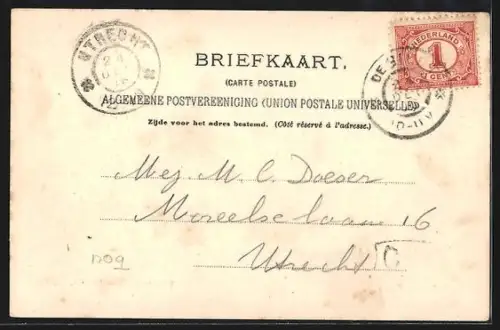 UTRECHT
BRIEFKAART.
(CARTE POSTALE)
ALGEMEENE POSTVEREENIGING (UNION POSTALE UNIVERSELLE)
Zijde voor het adres bestemd. (Côté réservé à l'adresse.)
NEDERLAND
1
CENT
DE
Mej. M. C. Doeser
Moreelselaan 16
Utrecht